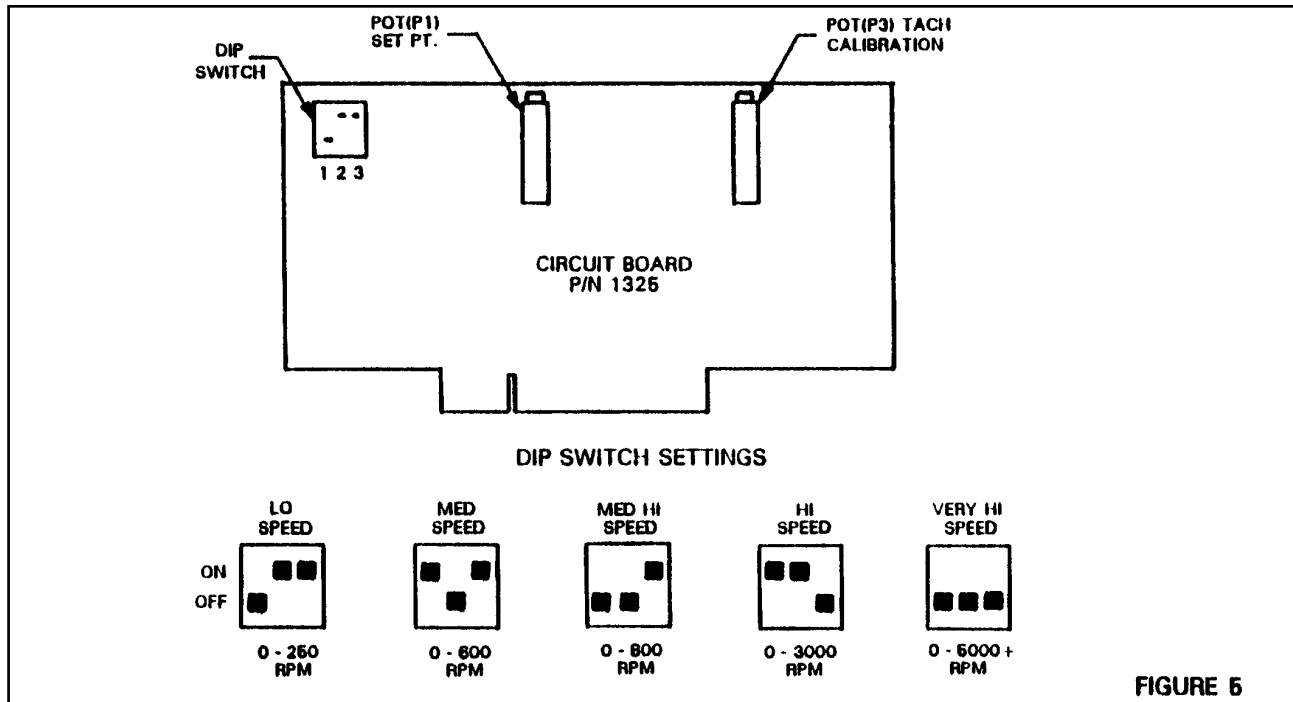 POT(P1)
SET PT.
POT(P3) TACH
CALIBRATION
DIP
SWITCH
1 2 3
CIRCUIT BOARD
P/N 1325
DIP SWITCH SETTINGS
LO
SPEED
MED
SPEED
MED HI
SPEED
HI
SPEED
VERY HI
SPEED
ON
OFF
0 - 250
RPM
0 - 600
RPM
0 - 800
RPM
0 - 3000
RPM
0 - 5000 +
RPM
FIGURE 5